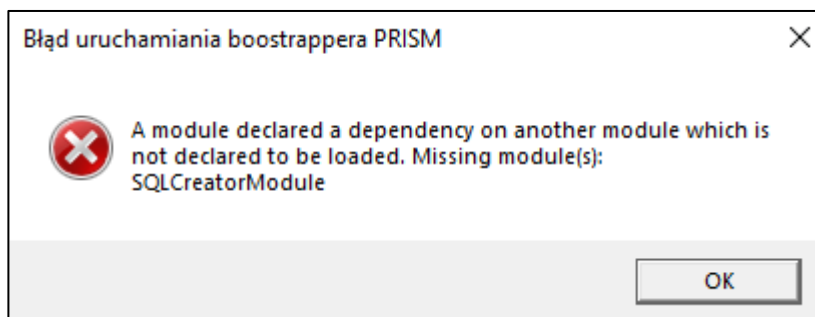 Błąd uruchamiania boostrappera PRISM
A module declared a dependency on another module which is
not declared to be loaded. Missing module(s):
SQLCreatorModule
OK